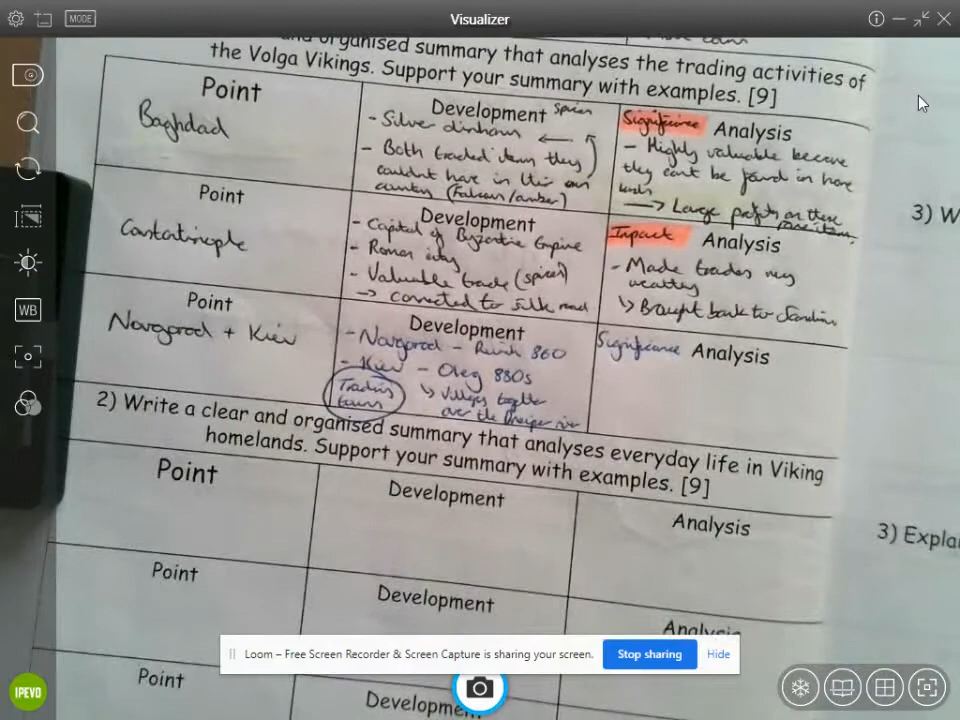 MODE
Visualizer
and organised summary that analyses the trading activities of
the Volga Vikings. Support your summary with examples. [9]
Point
Baghdad
Development spices
- Silver dirhams
- Both traded items they
couldn't have in their own
country (Falcons/amber)
Significance Analysis
- Highly valuable because
they can't be found in home
→ Large profits on these
Point
Constantinople
Development
- Capital of Byzantine Empire
- Roman city
- Valuable trade (spices)
→ connected to silk road
Impact Analysis
- Made traders very
wealthy
↳ Brought back to
Point
Novgorod + Kiev
Development
- Novgorod - Rurik 860
- Kiev - Oleg 880s
Trading
towns
↳ Villages together
over the Dnieper river
Significance Analysis
2) Write a clear and organised summary that analyses everyday life in Viking
homelands. Support your summary with examples. [9]
Point
Development
Analysis
Point
Development
Analysis
Point
Development
3) W
3) Expla
WB
Loom – Free Screen Recorder & Screen Capture is sharing your screen.
Stop sharing
Hide
IPEVO